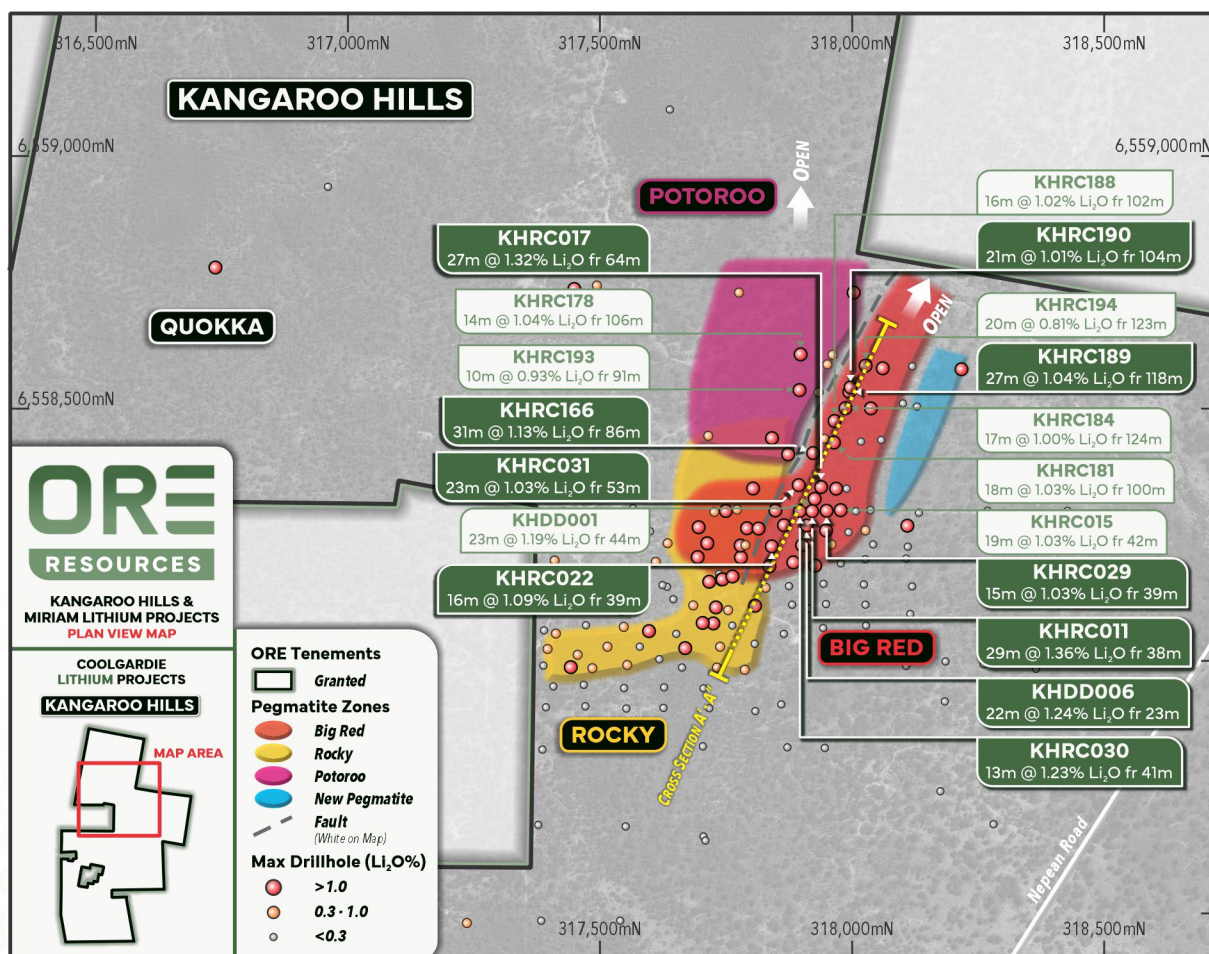 316,500mN
317,000mN
317,500mN
318,000mN
318,500mN
KANGAROO HILLS
6,559,000mN
6,559,000mN
OPEN
POTOROO
KHRC188
16m @ 1.02% Li₂O fr 102m
KHRC017
27m @ 1.32% Li₂O fr 64m
KHRC190
21m @ 1.01% Li₂O fr 104m
QUOKKA
KHRC178
14m @ 1.04% Li₂O fr 106m
OPEN
KHRC194
20m @ 0.81% Li₂O fr 123m
KHRC193
10m @ 0.93% Li₂O fr 91m
KHRC189
27m @ 1.04% Li₂O fr 118m
6,558,500mN
KHRC166
31m @ 1.13% Li₂O fr 86m
KHRC184
17m @ 1.00% Li₂O fr 124m
KHRC031
23m @ 1.03% Li₂O fr 53m
KHRC181
18m @ 1.03% Li₂O fr 100m
KHDD001
23m @ 1.19% Li₂O fr 44m
KHRC015
19m @ 1.03% Li₂O fr 42m
KHRC022
16m @ 1.09% Li₂O fr 39m
KHRC029
15m @ 1.03% Li₂O fr 39m
BIG RED
KHRC011
29m @ 1.36% Li₂O fr 38m
KHDD006
22m @ 1.24% Li₂O fr 23m
ROCKY
KHRC030
13m @ 1.23% Li₂O fr 41m
CROSS SECTION A' - A"
Nepean Road
317,500mN
318,000mN
318,500mN
ORE
RESOURCES
KANGAROO HILLS &
MIRIAM LITHIUM PROJECTS
PLAN VIEW MAP
COOLGARDIE
LITHIUM PROJECTS
KANGAROO HILLS
MAP AREA
ORE Tenements
Granted
Pegmatite Zones
Big Red
Rocky
Potoroo
New Pegmatite
Fault
(White on Map)
Max Drillhole (Li₂O%)
>1.0
0.3 - 1.0
<0.3